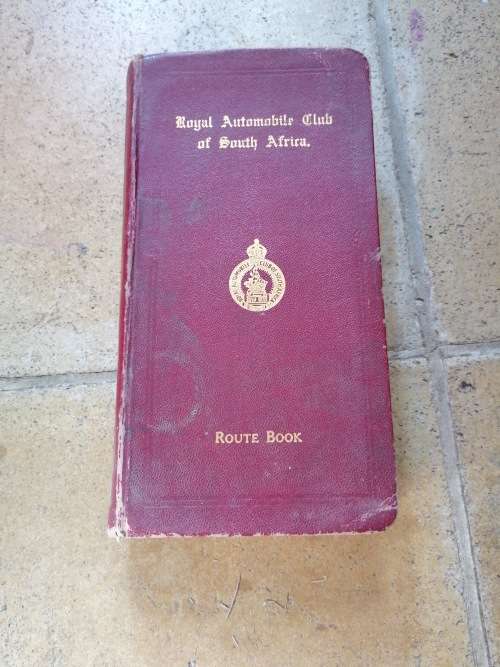 Royal Automobile Club
of South Africa.
ROUTE BOOK